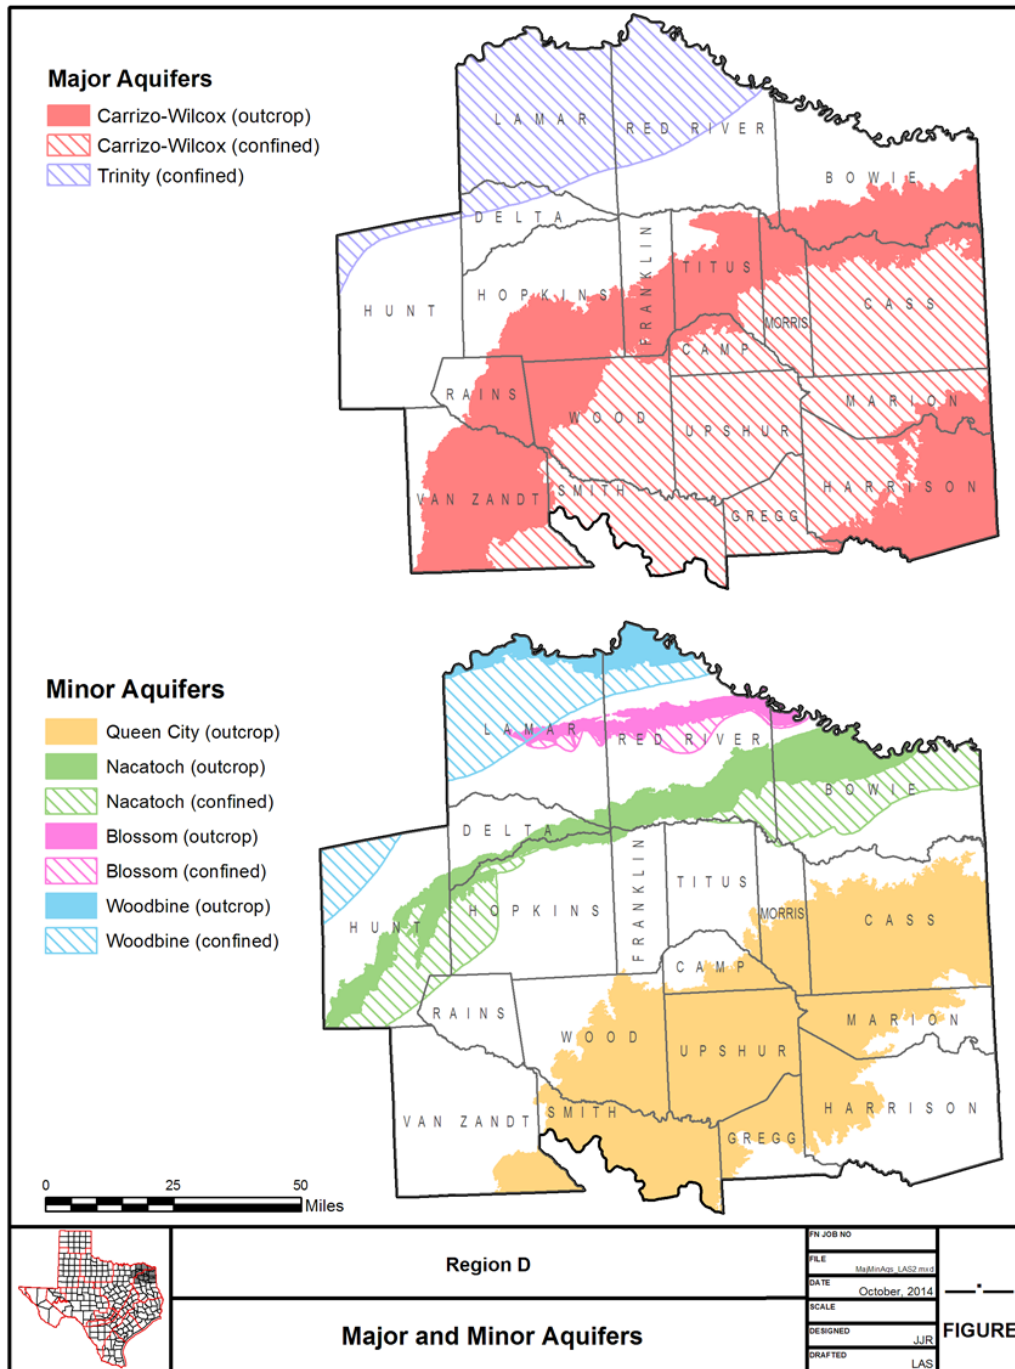 Major Aquifers
Carrizo-Wilcox (outcrop)
Carrizo-Wilcox (confined)
Trinity (confined)
LAMAR
RED RIVER
BOWIE
DELTA
TITUS
FRANKLIN
HOPKINS
HUNT
CASS
MORRIS
CAMP
RAINS
WOOD
MARION
UPSHUR
VAN ZANDT
SMITH
HARRISON
GREGG
Minor Aquifers
Queen City (outcrop)
Nacatoch (outcrop)
Nacatoch (confined)
Blossom (outcrop)
Blossom (confined)
Woodbine (outcrop)
Woodbine (confined)
LAMAR
RED RIVER
BOWIE
DELTA
TITUS
FRANKLIN
HOPKINS
MORRIS
CASS
HUNT
CAMP
RAINS
MARION
WOOD
UPSHUR
VAN ZANDT
SMITH
HARRISON
GREGG
0 25 50
Miles
Region D
Major and Minor Aquifers
FN JOB NO
FILE
MajMinAqs_LAS2.mxd
DATE
October, 2014
SCALE
DESIGNED
JJR
DRAFTED
LAS
__.__
FIGURE